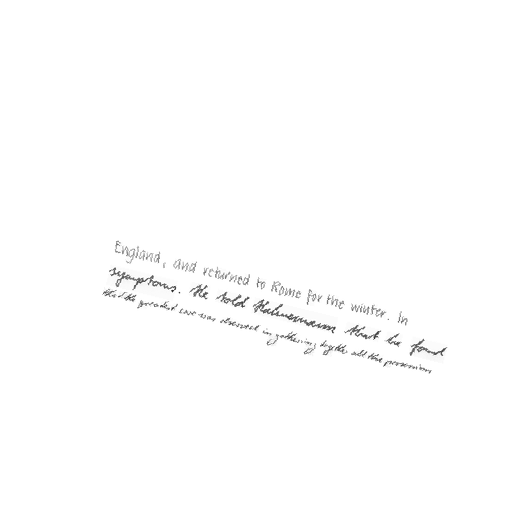 England, and returned to Rome for the winter. In
symptoms. He told Hahnemann that he found
that the greatest care was observed in gathering together all the